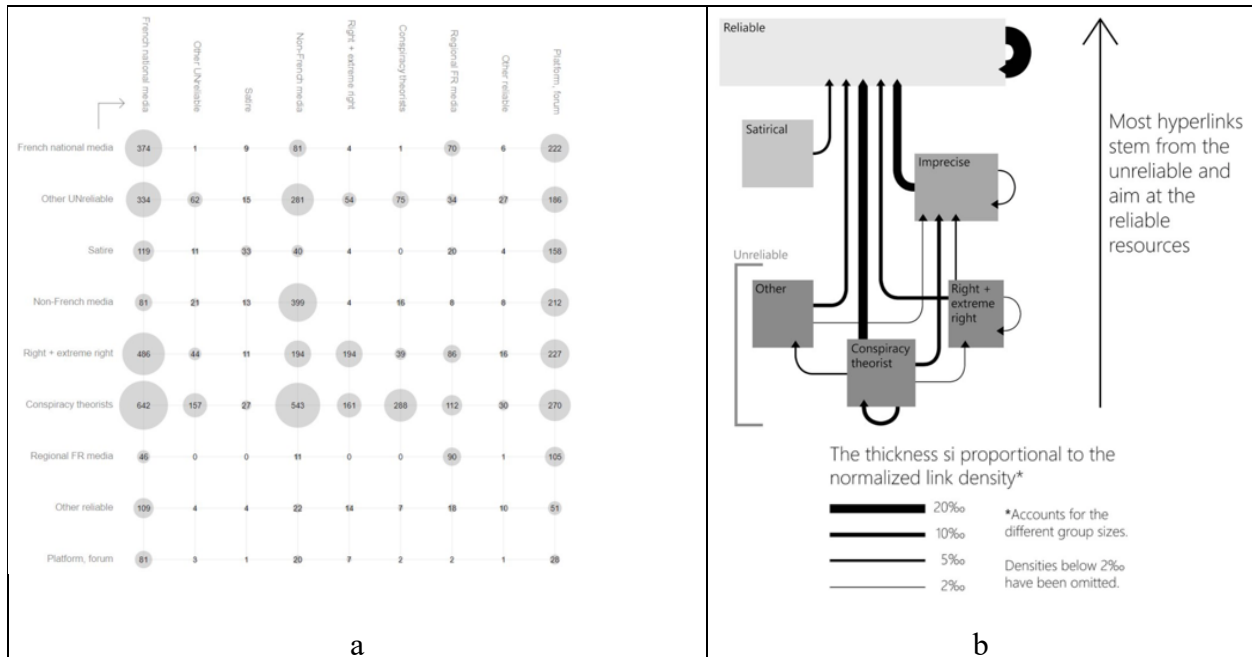 French national media
Other UNreliable
Satire
Non-French media
Right + extreme right
Conspiracy theorists
Regional FR media
Other reliable
Platform, forum
French national media 374 1 9 81 4 1 70 6 222
Other UNreliable 334 62 15 281 54 75 34 27 186
Satire 119 11 33 40 4 0 20 4 158
Non-French media 81 21 13 399 4 16 8 8 212
Right + extreme right 486 44 11 194 194 39 86 16 227
Conspiracy theorists 642 157 27 543 161 288 112 30 270
Regional FR media 46 0 0 11 0 0 90 1 105
Other reliable 109 4 4 22 14 7 18 10 51
Platform, forum 81 3 1 20 7 2 2 1 28
a
Reliable
Satirical
Imprecise
Most hyperlinks
stem from the
unreliable and
aim at the
reliable
resources
Unreliable
Other
Right +
extreme
right
Conspiracy
theorist
The thickness si proportional to the
normalized link density*
20‰
10‰
5‰
2‰
*Accounts for the
different group sizes.
Densities below 2‰
have been omitted.
b